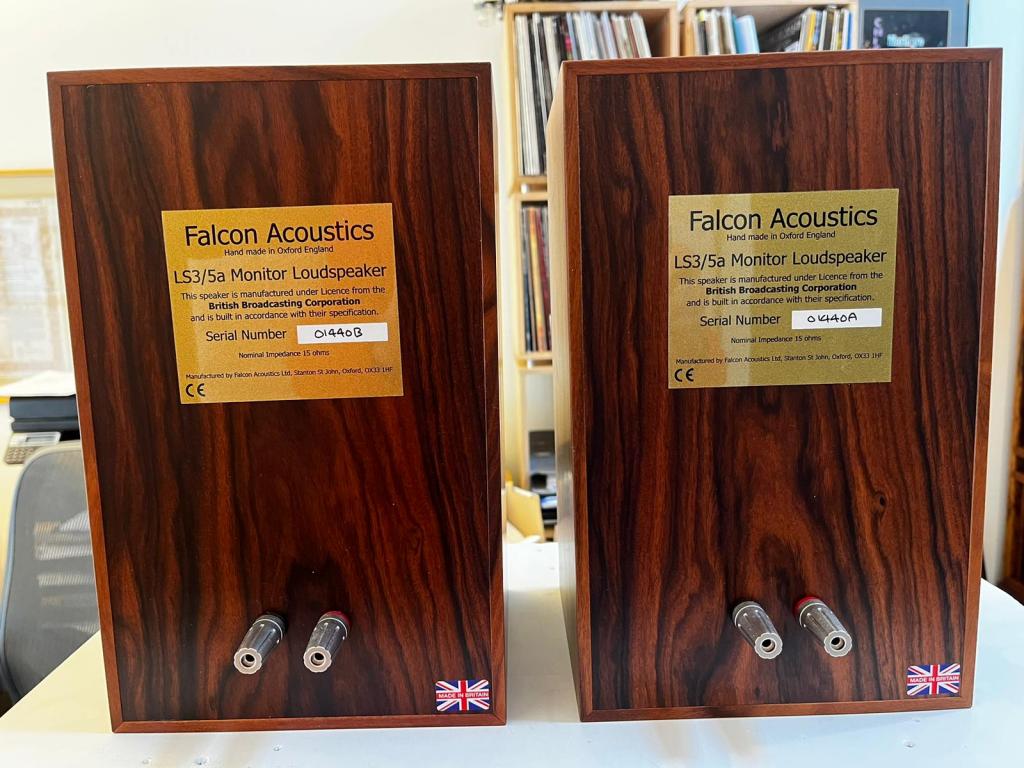 Falcon Acoustics
Hand made in Oxford England
LS3/5a Monitor Loudspeaker
This speaker is manufactured under Licence from the
British Broadcasting Corporation
and is built in accordance with their specification.
Serial Number 01440B
Nominal Impedance 15 ohms
Manufactured by Falcon Acoustics Ltd, Stanton St John, Oxford, OX33 1HF
CE
MADE IN BRITAIN
Falcon Acoustics
Hand made in Oxford England
LS3/5a Monitor Loudspeaker
This speaker is manufactured under Licence from the
British Broadcasting Corporation
and is built in accordance with their specification.
Serial Number 01440A
Nominal Impedance 15 ohms
Manufactured by Falcon Acoustics Ltd, Stanton St John, Oxford, OX33 1HF
CE
MADE IN BRITAIN